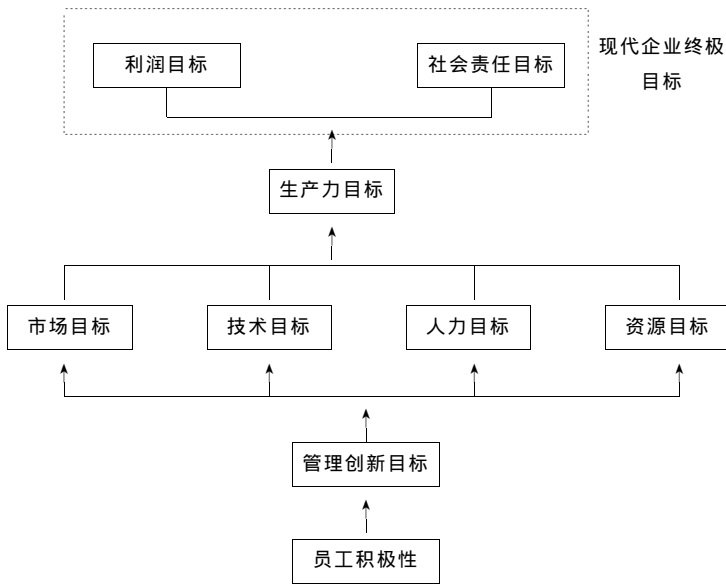 利润目标
社会责任目标
现代企业终极
目标
生产力目标
市场目标
技术目标
人力目标
资源目标
管理创新目标
员工积极性